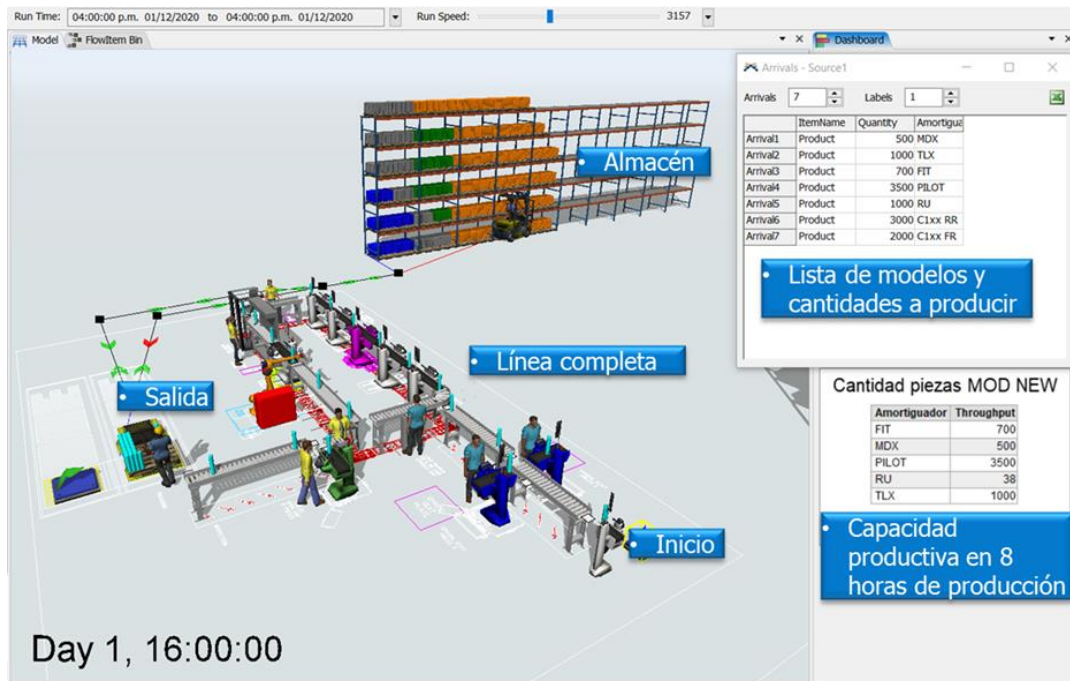 Run Time: 04:00:00 p.m. 01/12/2020 to 04:00:00 p.m. 01/12/2020 Run Speed: 3157
Model FlowItem Bin
Dashboard
Arrivals - Source1
Arrivals 7 Labels 1
ItemName Quantity Amortigua
Arrival1 Product 500 MDX
Arrival2 Product 1000 TLX
Arrival3 Product 700 FIT
Arrival4 Product 3500 PILOT
Arrival5 Product 1000 RU
Arrival6 Product 3000 C1xx RR
Arrival7 Product 2000 C1xx FR
• Lista de modelos y
cantidades a producir
• Almacén
• Línea completa
• Salida
• Inicio
Cantidad piezas MOD NEW
Amortiguador Throughput
FIT 700
MDX 500
PILOT 3500
RU 38
TLX 1000
• Capacidad
productiva en 8
horas de producción
Day 1, 16:00:00